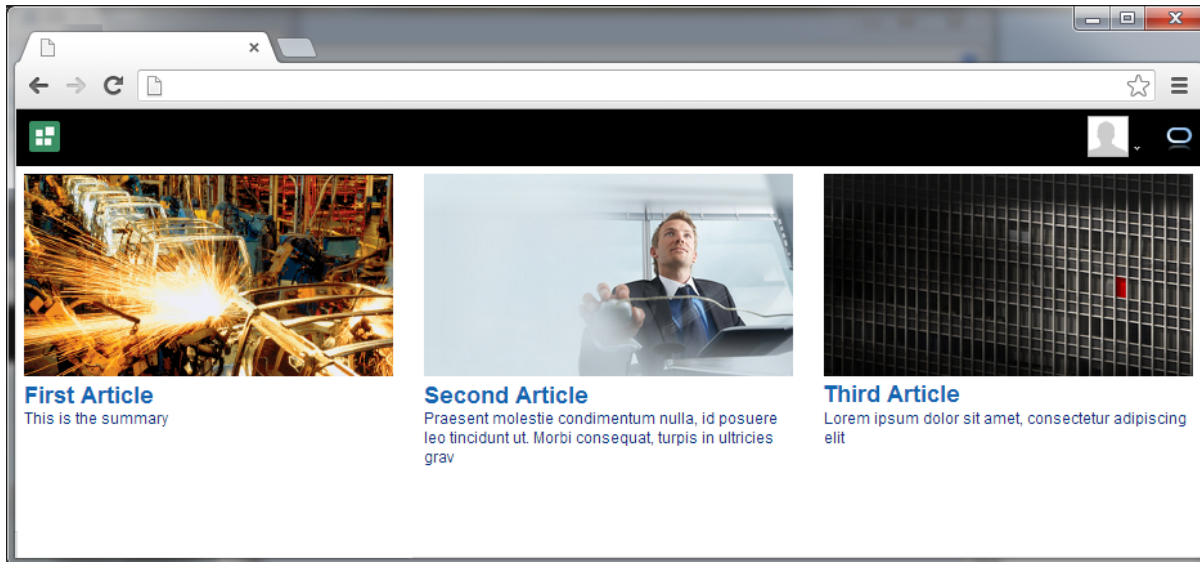 First Article
This is the summary
Second Article
Praesent molestie condimentum nulla, id posuere
leo tincidunt ut. Morbi consequat, turpis in ultricies
grav
Third Article
Lorem ipsum dolor sit amet, consectetur adipiscing
elit